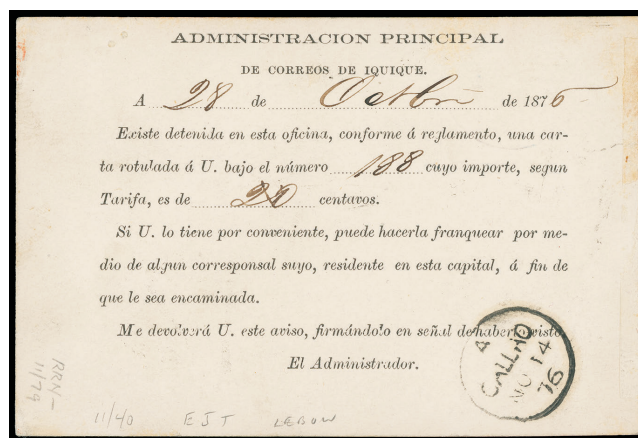 ADMINISTRACION PRINCIPAL
DE CORREOS DE IQUIQUE.
A 28 de Octbre de 1876
Existe detenida en esta oficina, conforme á reglamento, una car-
ta rotulada á U. bajo el número 188 cuyo importe, segun
Tarifa, es de 20 centavos.
Si U. lo tiene por conveniente, puede hacerla franquear por me-
dio de algun corresponsal suyo, residente en esta capital, á fin de
que le sea encaminada.
Me devolverá U. este aviso, firmándolo en señal de haberlo visto.
El Administrador.
A
CALLAO
NO 14
76
RRN-
11/79
11/40 EJT LEBOW